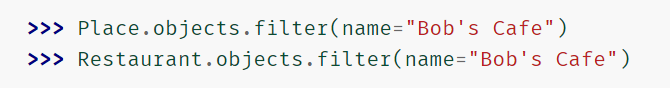 >>> Place.objects.filter(name="Bob's Cafe")
>>> Restaurant.objects.filter(name="Bob's Cafe")